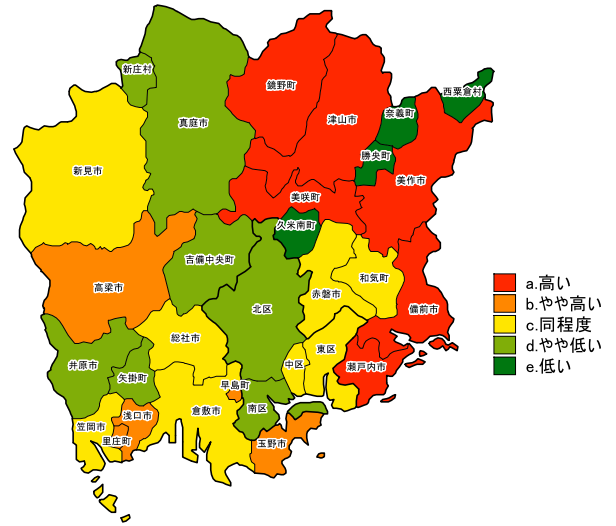 新庄村
鏡野町
西粟倉村
奈義町
津山市
真庭市
勝央町
新見市
美作市
美咲町
久米南町
吉備中央町
和気町
高梁市
赤磐市
北区
備前市
総社市
東区
井原市
中区
瀬戸内市
矢掛町
早島町
浅口市
倉敷市
南区
笠岡市
里庄町
玉野市
a.高い
b.やや高い
c.同程度
d.やや低い
e.低い